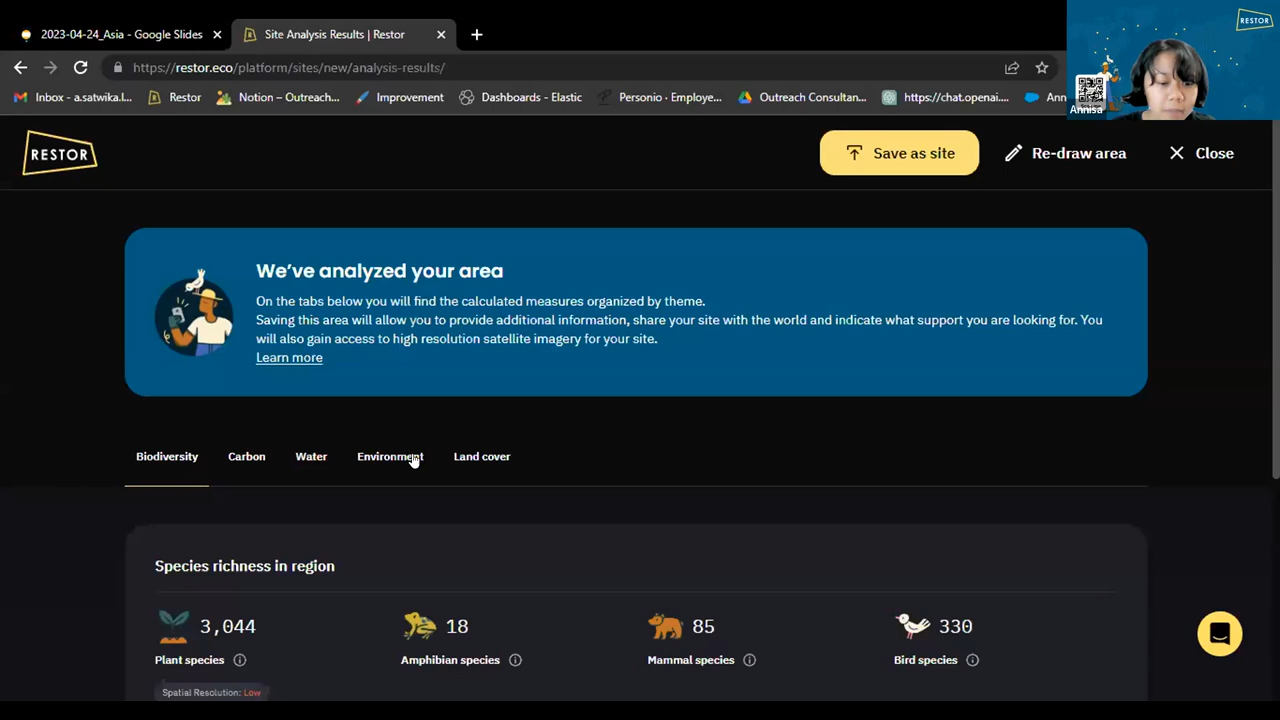 2023-04-24_Asia - Google Slides
Site Analysis Results | Restor
https://restor.eco/platform/sites/new/analysis-results/
Inbox - a.satwika.l...
Restor
Notion – Outreach...
Improvement
Dashboards - Elastic
Personio - Employe...
Outreach Consultan...
https://chat.openai....
Ann
RESTOR
Annisa
RESTOR
Save as site
Re-draw area
Close
We've analyzed your area
On the tabs below you will find the calculated measures organized by theme.
Saving this area will allow you to provide additional information, share your site with the world and indicate what support you are looking for. You
will also gain access to high resolution satellite imagery for your site.
Learn more
Biodiversity
Carbon
Water
Environment
Land cover
Species richness in region
3,044
18
85
330
Plant species
Amphibian species
Mammal species
Bird species
Spatial Resolution: Low